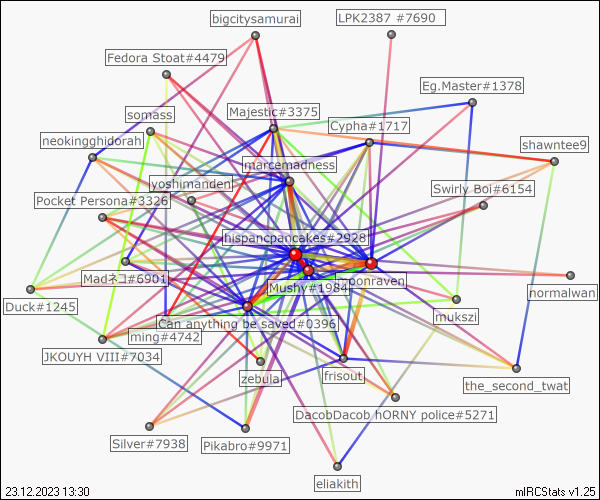 LPK2387 #7690
bigcitysamurai
Fedora Stoat#4479
Eg.Master#1378
somass
Majestic#3375
Cypha#1717
neokingghidorah
shawntee9
marcemadness
yoshimanden
Swirly Boi#6154
Pocket Persona#3326
hispancpancakes#2928
Madネコ#6901
Mushy#1984
moonraven
normalwan
Duck#1245
mukszi
Can anything be saved#0396
ming#4742
JKOUYH VIII#7034
zebula
frisout
the_second_twat
DacobDacob hORNY police#5271
Silver#7938
Pikabro#9971
eliakith
23.12.2023 13:30
mIRCStats v1.25